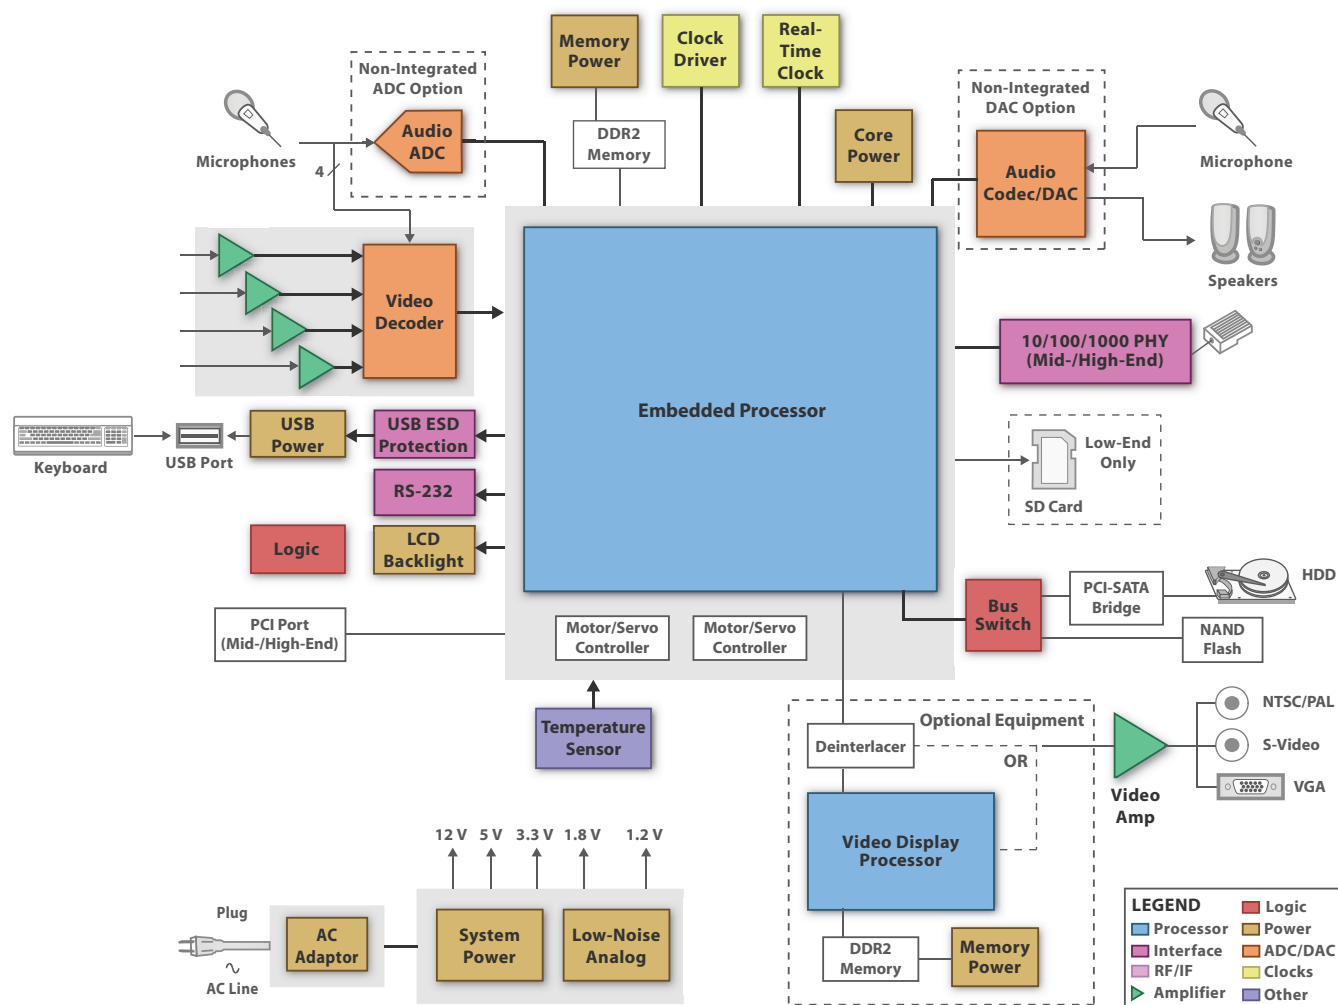 Memory
Power
Clock
Driver
Real-
Time
Clock
Non-Integrated
ADC Option
Audio
ADC
Microphones
4
DDR2
Memory
Core
Power
Non-Integrated
DAC Option
Audio
Codec/DAC
Microphone
Speakers
Video
Decoder
Embedded Processor
10/100/1000 PHY
(Mid-/High-End)
Keyboard
USB Port
USB
Power
USB ESD
Protection
RS-232
Logic
LCD
Backlight
Low-End
Only
SD Card
PCI Port
(Mid-/High-End)
Motor/Servo
Controller
Motor/Servo
Controller
Bus
Switch
PCI-SATA
Bridge
HDD
NAND
Flash
Temperature
Sensor
Optional Equipment
Deinterlacer
OR
Video
Amp
NTSC/PAL
S-Video
VGA
Video Display
Processor
DDR2
Memory
Memory
Power
12 V
5 V
3.3 V
1.8 V
1.2 V
Plug
AC Line
AC
Adaptor
System
Power
Low-Noise
Analog
LEGEND
Processor
Interface
RF/IF
Amplifier
Logic
Power
ADC/DAC
Clocks
Other